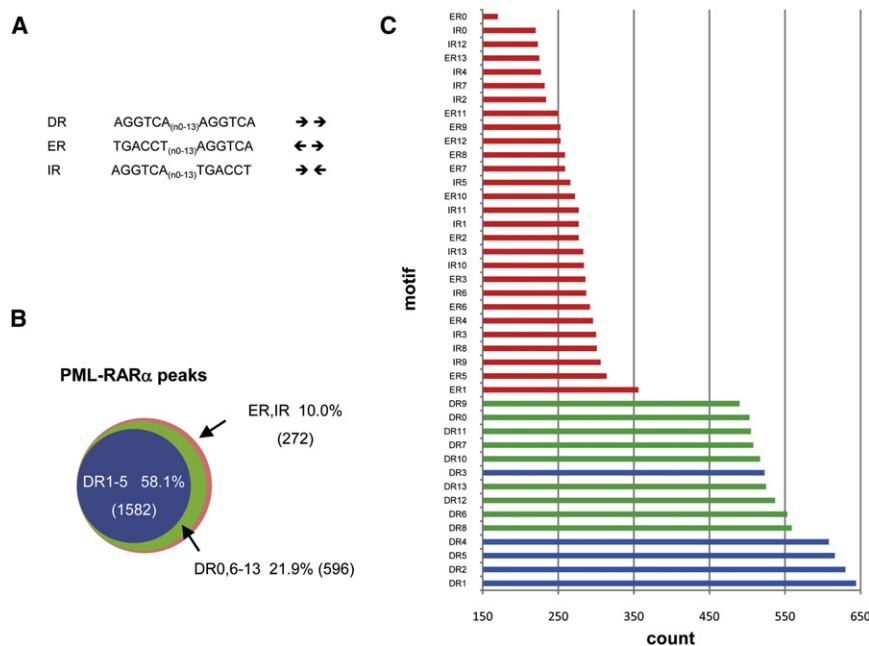 A
DR AGGTCA(n0-13)AGGTCA ➔ ➔
ER TGACCT(n0-13)AGGTCA ← ➔
IR AGGTCA(n0-13)TGACCT ➔ ←
B
PML-RARα peaks
ER,IR 10.0%
(272)
DR1-5 58.1%
(1582)
DR0,6-13 21.9% (596)
C
motif
ER0
IR0
IR12
ER13
IR4
IR7
IR2
ER11
ER9
ER12
ER8
ER7
IR5
ER10
IR11
IR1
ER2
IR13
IR10
ER3
IR6
ER6
ER4
IR3
IR8
IR9
ER5
ER1
DR9
DR0
DR11
DR7
DR10
DR3
DR13
DR12
DR6
DR8
DR4
DR5
DR2
DR1
150 250 350 450 550 650
count